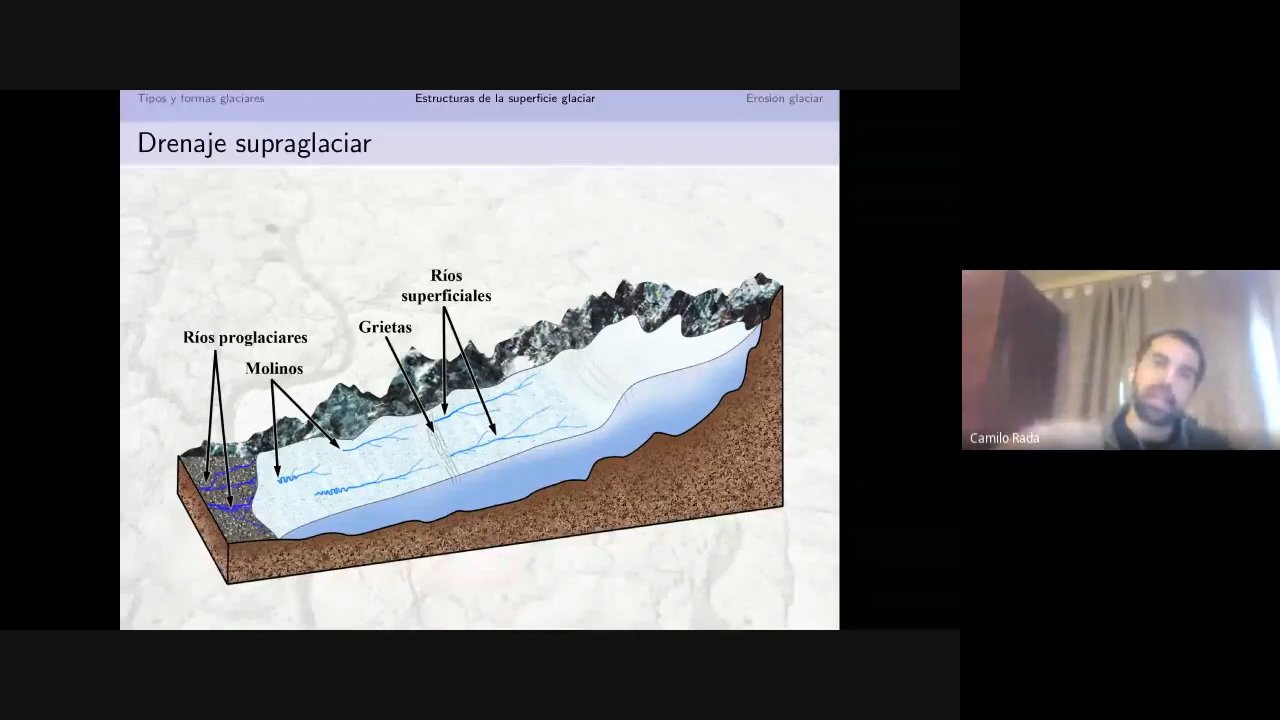 Tipos y formas glaciares
Estructuras de la superficie glaciar
Erosión glaciar
Drenaje supraglaciar
Ríos
superficiales
Grietas
Ríos proglaciares
Molinos
Camilo Rada